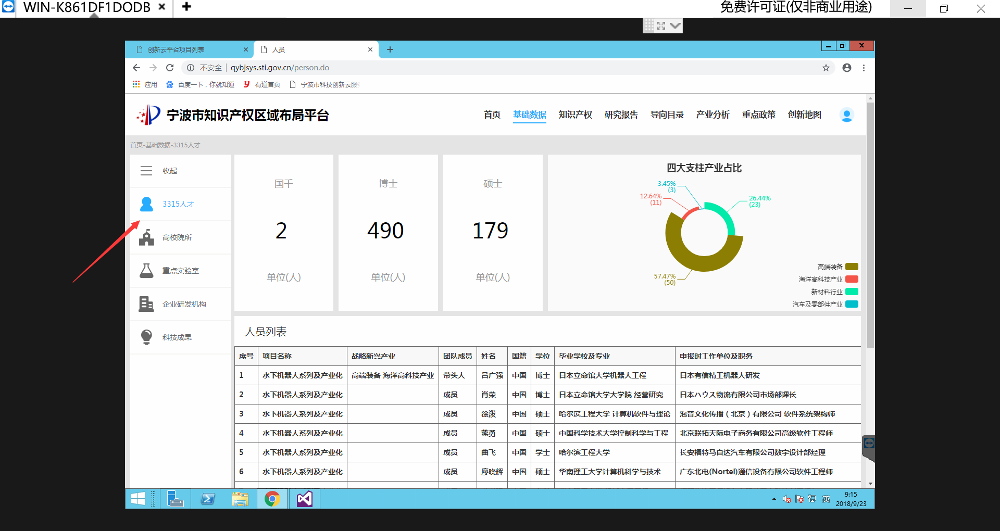 WIN-K861DF1DODB
免费许可证(仅非商业用途)
创新云平台项目列表
人员
不安全 | qybjsys.sti.gov.cn/person.do
应用 百度一下，你就知道 有道首页 宁波市科技创新云服
宁波市知识产权区域布局平台
首页 基础数据 知识产权 研究报告 导向目录 产业分析 重点政策 创新地图
首页-基础数据-3315人才
收起
3315人才
高校院所
重点实验室
企业研发机构
科技成果
国千
2
单位(人)
博士
490
单位(人)
硕士
179
单位(人)
四大支柱产业占比
3.45%
(3)
12.64%
(11)
26.44%
(23)
57.47%
(50)
高端装备
海洋高科技产业
新材料行业
汽车及零部件产业
人员列表
序号 项目名称 战略新兴产业 团队成员 姓名 国籍 学位 毕业学校及专业 申报时工作单位及职务
1 水下机器人系列及产业化 高端装备 海洋高科技产业 带头人 吕广强 中国 博士 日本立命馆大学机器人工程 日本有信精工机器人研发
2 水下机器人系列及产业化 成员 肖荣 中国 博士 日本立命馆大学大学院 经营研究 日本ハウス物流有限公司市场部课长
3 水下机器人系列及产业化 成员 徐泼 中国 硕士 哈尔滨工程大学 计算机软件与理论 泡普文化传播（北京）有限公司 软件系统架构师
4 水下机器人系列及产业化 成员 蒋勇 中国 硕士 中国科学技术大学控制科学与工程 北京联拓天际电子商务有限公司高级软件工程师
5 水下机器人系列及产业化 成员 曲飞 中国 学士 哈尔滨工程大学 长安福特马自达汽车有限公司数字设计部经理
6 水下机器人系列及产业化 成员 廖晓辉 中国 硕士 华南理工大学计算机科学与技术 广东北电(Nortel)通信设备有限公司软件工程师
英
9:15
2018/9/23